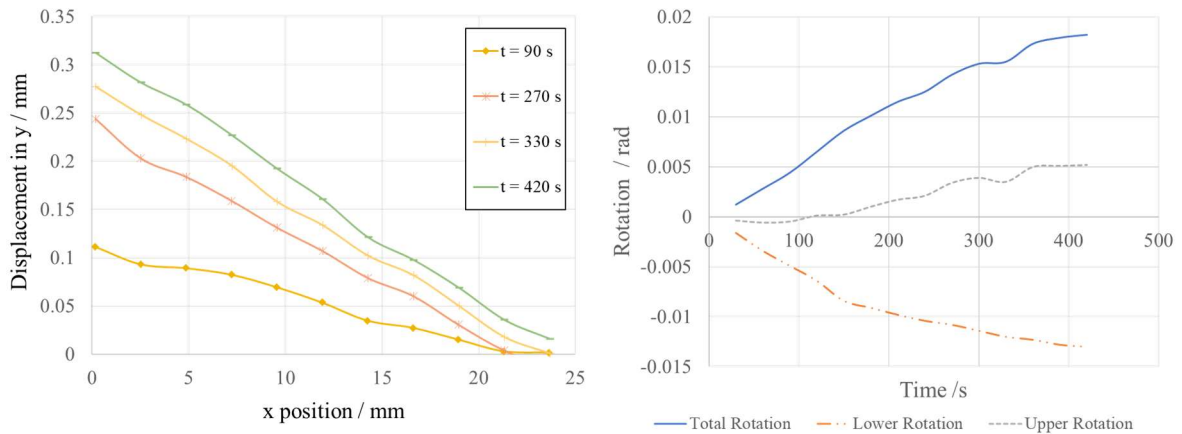 0.35
0.3
0.25
0.2
0.15
0.1
0.05
0
Displacement in y / mm
0 5 10 15 20 25
x position / mm
t = 90 s
t = 270 s
t = 330 s
t = 420 s
0.02
0.015
0.01
0.005
0
-0.005
-0.01
-0.015
Rotation / rad
0 100 200 300 400 500
Time /s
Total Rotation Lower Rotation Upper Rotation